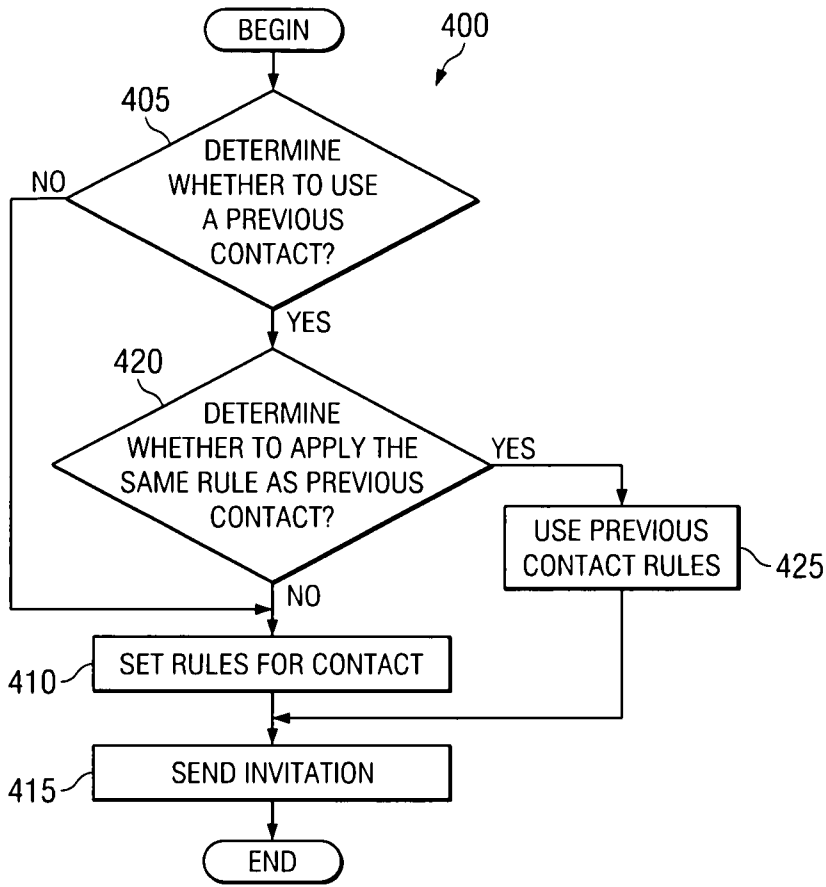 BEGIN
400
405
DETERMINE
WHETHER TO USE
A PREVIOUS
CONTACT?
NO
YES
420
DETERMINE
WHETHER TO APPLY THE
SAME RULE AS PREVIOUS
CONTACT?
YES
USE PREVIOUS
CONTACT RULES
425
NO
SET RULES FOR CONTACT
410
SEND INVITATION
415
END